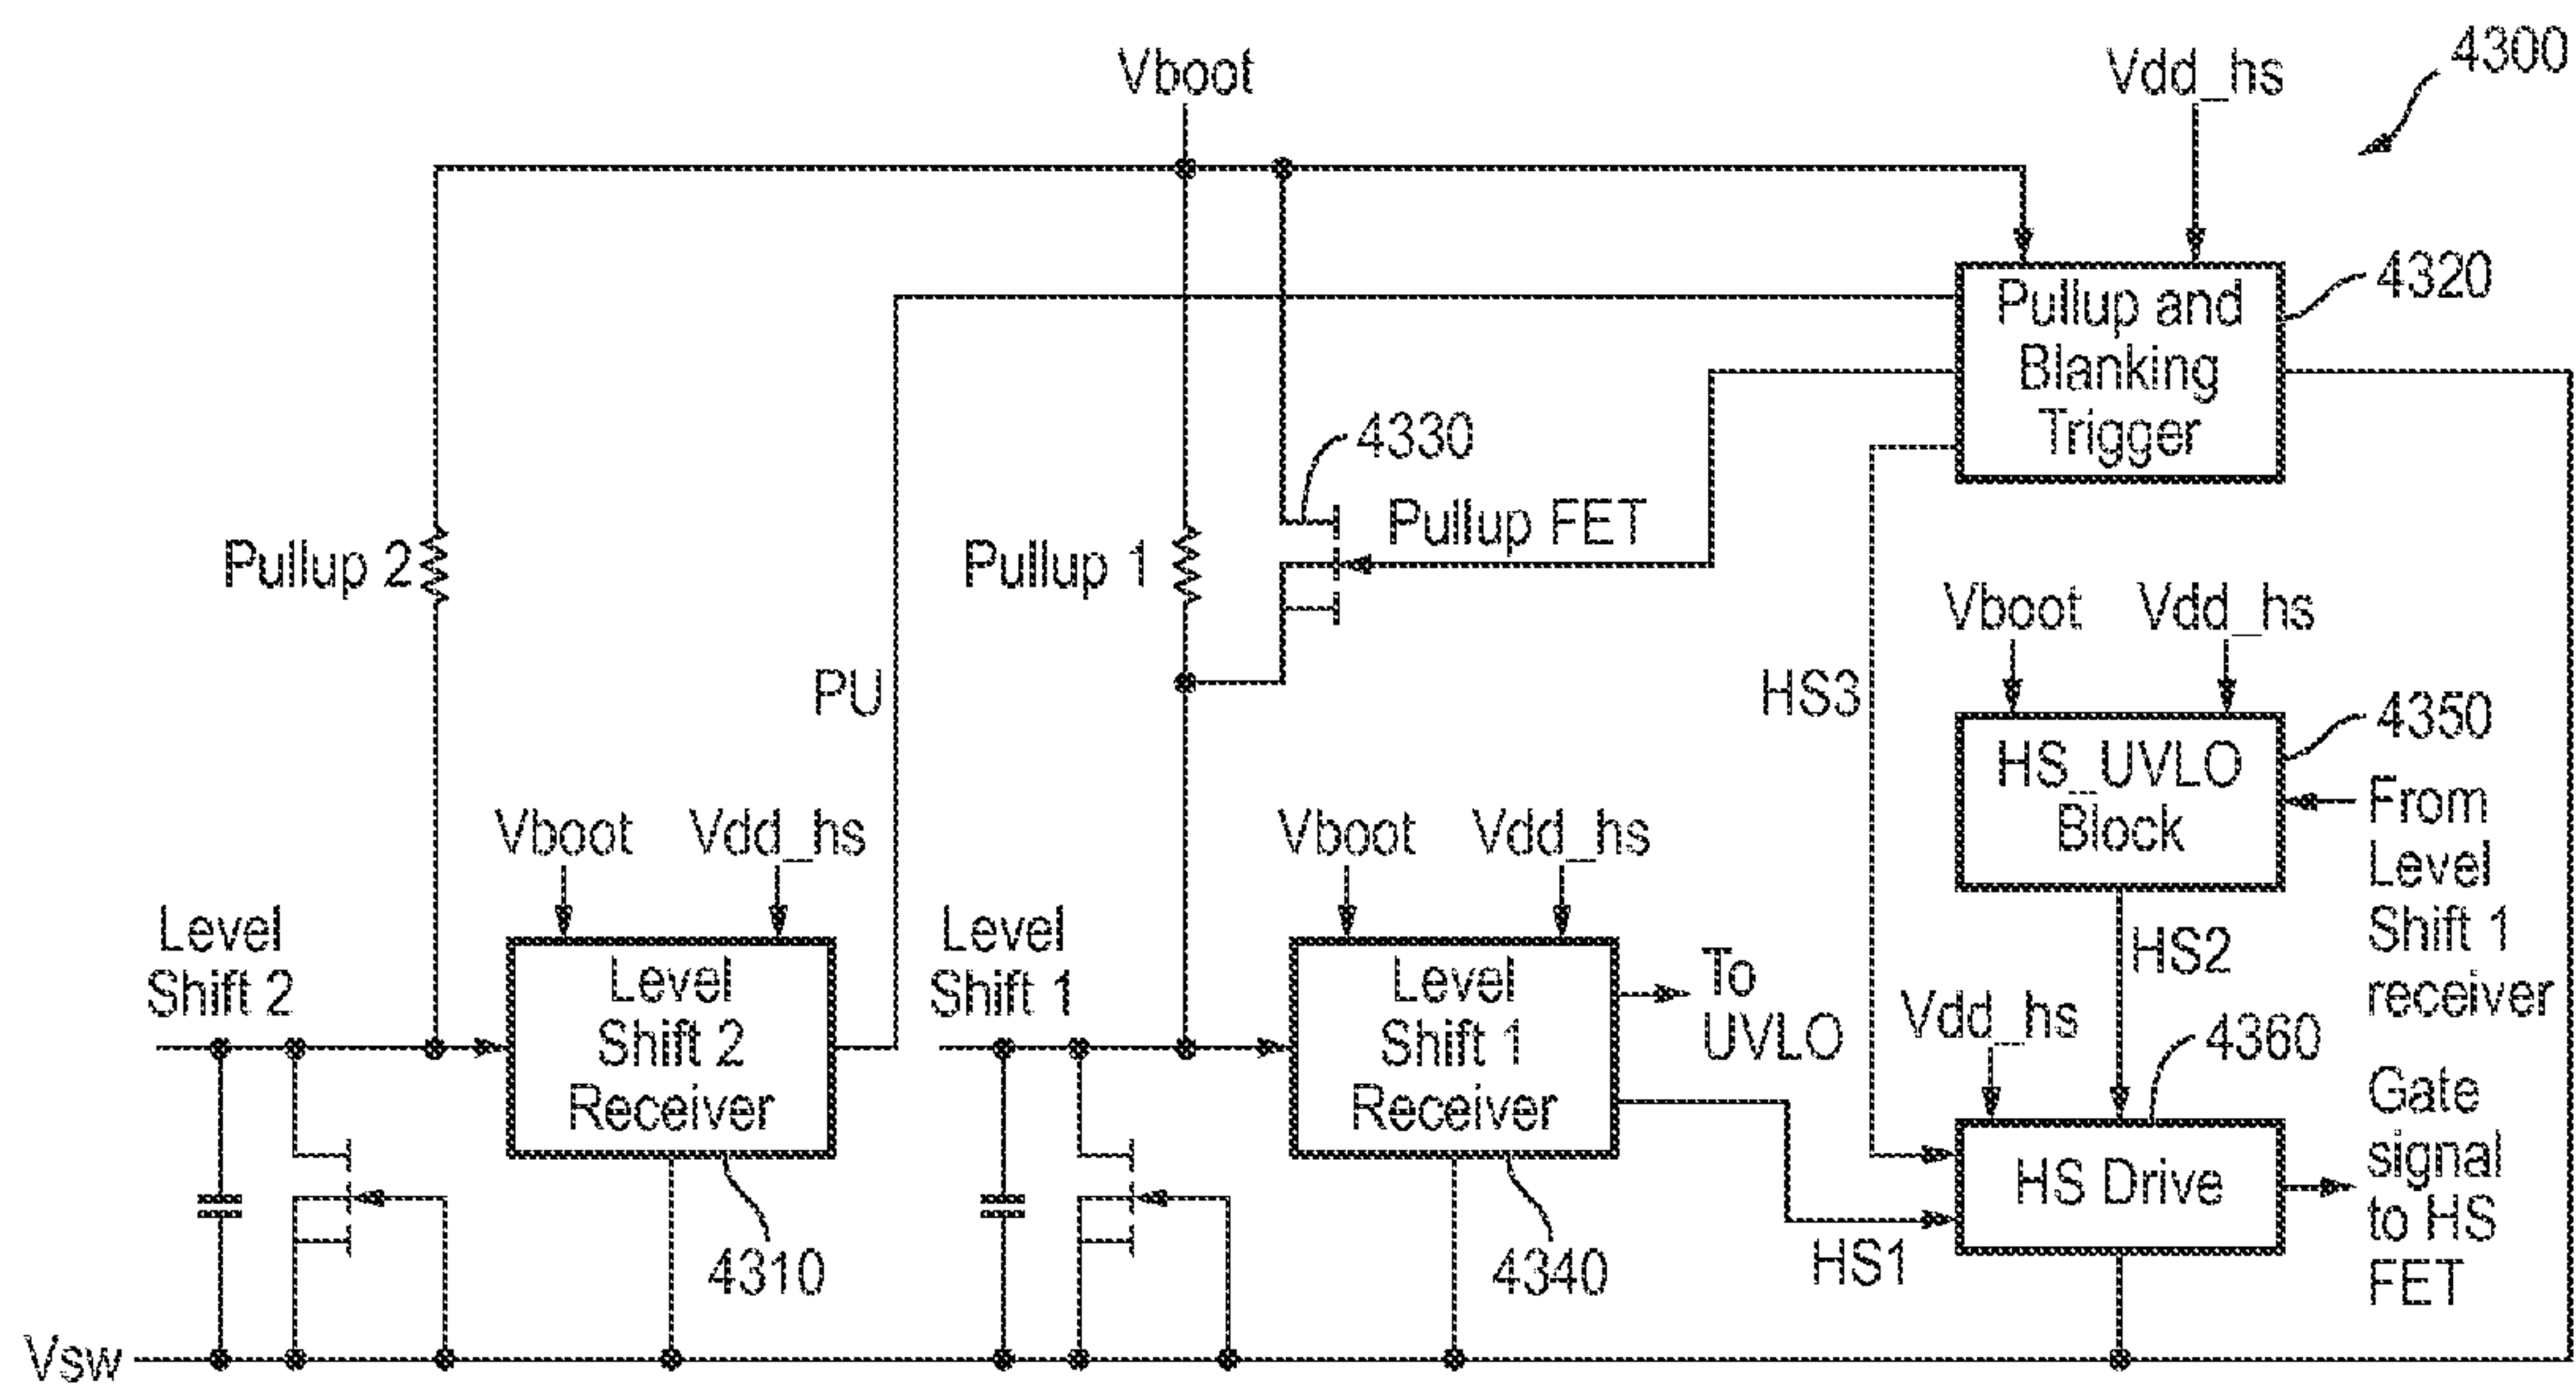 4300
Vboot
Vdd_hs
4320
Pullup and
Blanking
Trigger
4330
Pullup FET
Pullup 2
Pullup 1
PU
HS3
Vboot
Vdd_hs
4350
HS_UVLO
Block
From
Level
Shift 1
receiver
HS2
Vboot
Vdd_hs
Vboot
Vdd_hs
Level
Shift 2
Level
Shift 2
Receiver
4310
Level
Shift 1
Level
Shift 1
Receiver
4340
To
UVLO
HS1
Vdd_hs
4360
HS Drive
Gate
signal
to HS
FET
Vsw